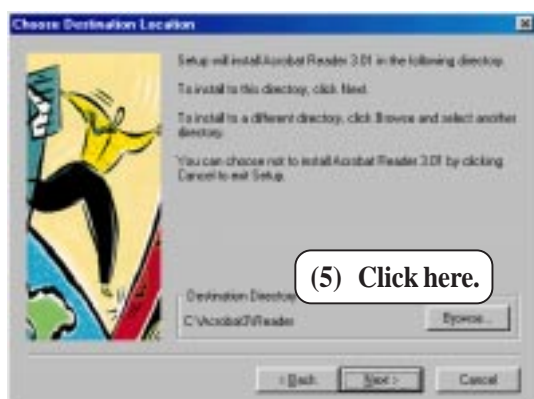 Choose Destination Location
Setup will install Acrobat Reader 3.01 in the following directory.
To install to this directory, click Next.
To install to a different directory, click Browse and select another
directory.
You can choose not to install Acrobat Reader 3.01 by clicking
Cancel to exit Setup.
(5) Click here.
Destination Directory
C:\Acrobat3\Reader
Browse...
< Back
Next >
Cancel